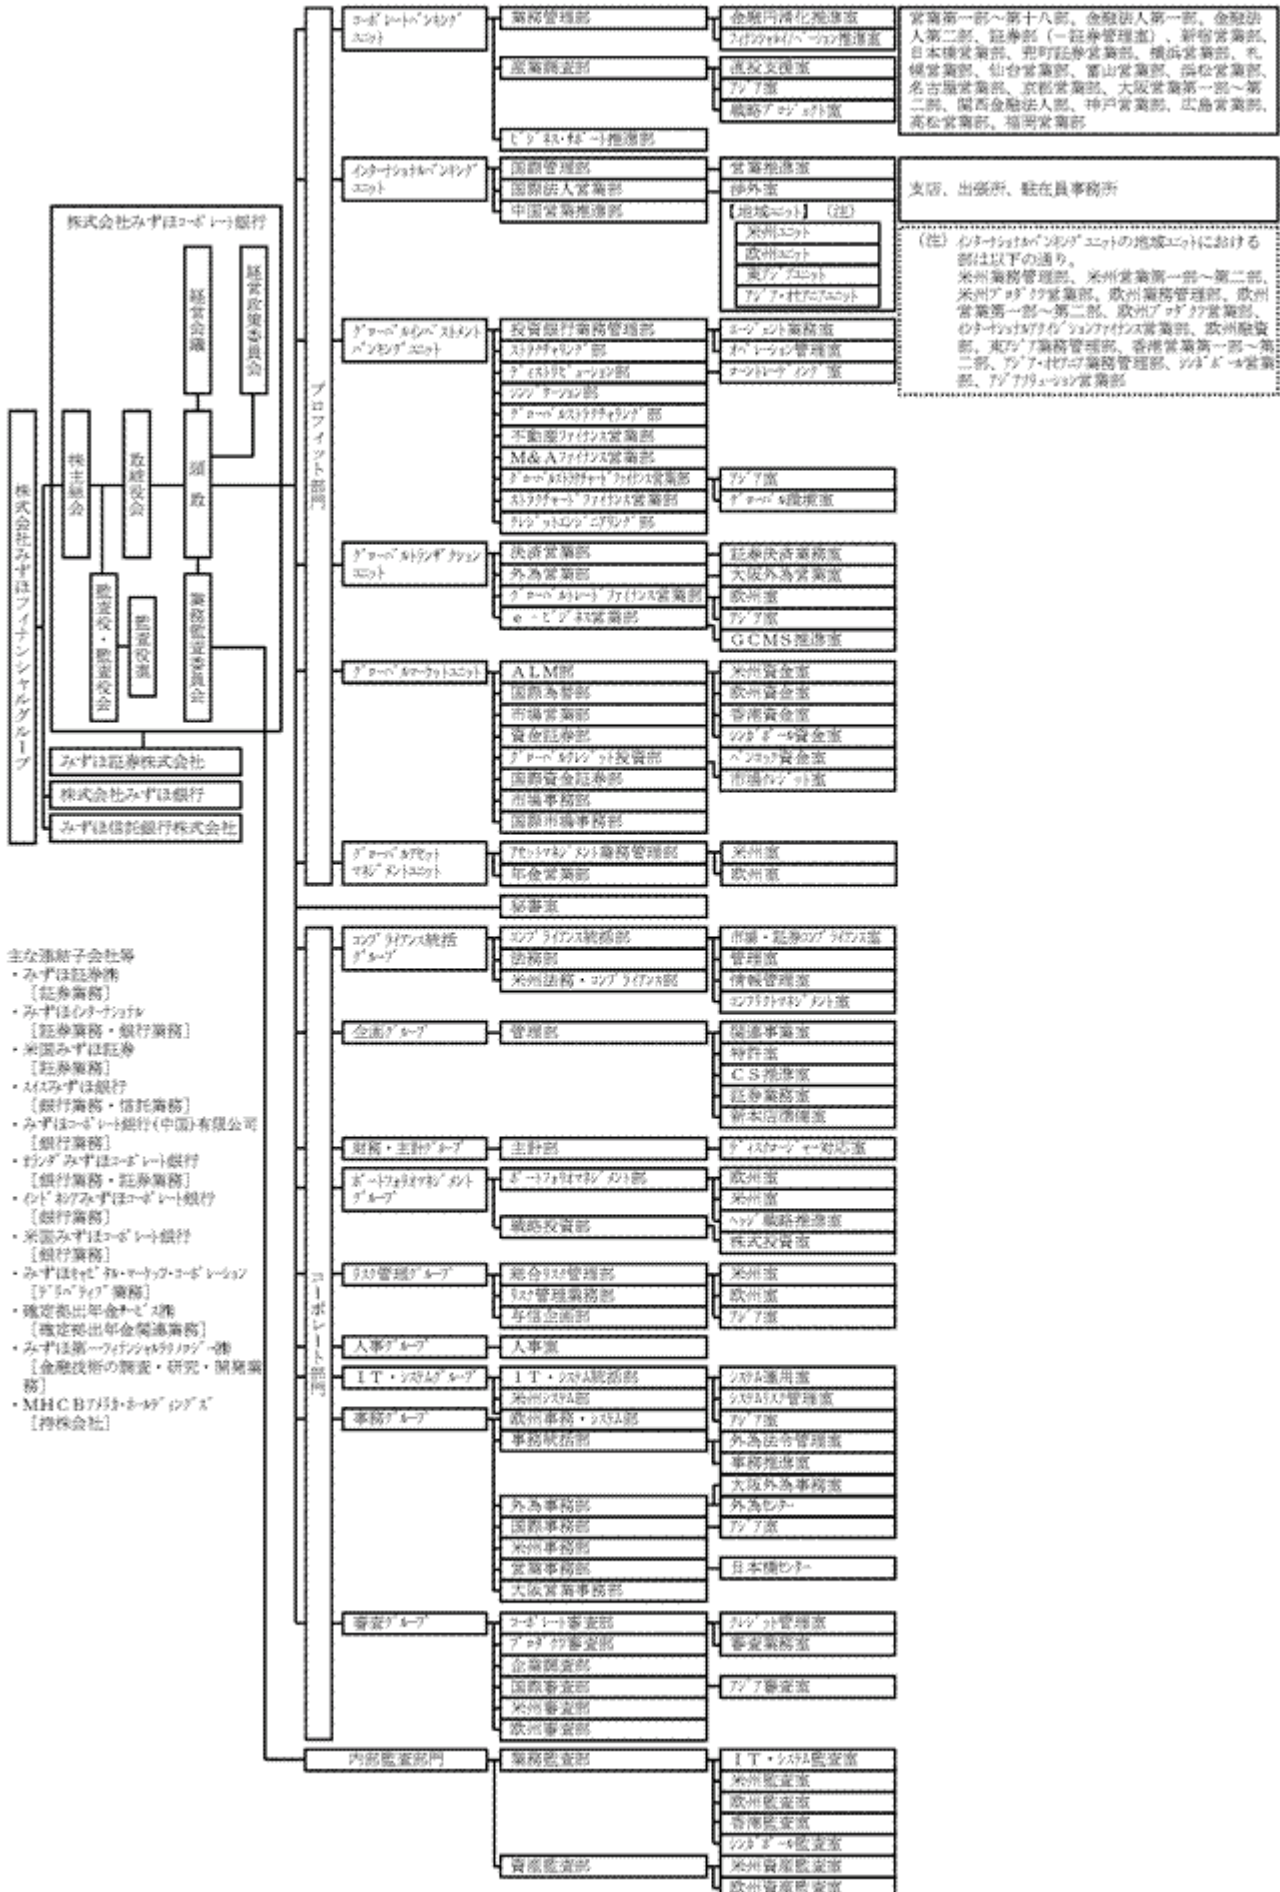 株式会社みずほフィナンシャルグループ
株式会社みずほコーポレート銀行
経営会議
経営政策委員会
株主総会
取締役会
頭取
監査役・監査役会
監査役室
業務監査委員会
みずほ証券株式会社
株式会社みずほ銀行
みずほ信託銀行株式会社
主な連結子会社等
・みずほ証券㈱
[証券業務]
・みずほインターナショナル
[証券業務・銀行業務]
・米国みずほ証券
[証券業務]
・スイスみずほ銀行
[銀行業務・信託業務]
・みずほコーポレート銀行(中国)有限公司
[銀行業務]
・オランダみずほコーポレート銀行
[銀行業務・証券業務]
・インドネシアみずほコーポレート銀行
[銀行業務]
・米国みずほコーポレート銀行
[銀行業務]
・みずほキャピタル・マーケッツ・コーポレーション
[デリバティブ業務]
・確定拠出年金サービス㈱
[確定拠出年金関連業務]
・みずほ第一フィナンシャルテクノロジー㈱
[金融技術の調査・研究・開発業
務]
・MHCBアメリカ・ホールディングズ
[持株会社]
プロフィット部門
コーポレートバンキング
ユニット
業務管理部
金融円滑化推進室
フィナンシャルイノベーション推進室
産業調査部
直投支援室
アジア室
戦略プロジェクト室
ビジネス・サポート推進部
営業第一部～第十八部、金融法人第一部、金融法
人第二部、証券部（－証券管理室）、新宿営業部、
日本橋営業部、兜町証券営業部、横浜営業部、札
幌営業部、仙台営業部、富山営業部、浜松営業部、
名古屋営業部、京都営業部、大阪営業第一部～第
二部、関西金融法人部、神戸営業部、広島営業部、
高松営業部、福岡営業部
インターナショナルバンキング
ユニット
国際管理部
国際法人営業部
中国営業推進部
営業推進室
渉外室
【地域ユニット】（注）
米州ユニット
欧州ユニット
東アジアユニット
アジア・オセアニアユニット
支店、出張所、駐在員事務所
（注）インターナショナルバンキングユニットの地域ユニットにおける
部は以下の通り。
米州業務管理部、米州営業第一部～第二部、
米州プロダクツ営業部、欧州業務管理部、欧州
営業第一部～第二部、欧州プロダクツ営業部、
インターナショナルアクイジションファイナンス営業部、欧州融資
部、東アジア業務管理部、香港営業第一部～第
二部、アジア・オセアニア業務管理部、シンガポール営業
部、アジアソリューション営業部
グローバルインベストメント
バンキングユニット
投資銀行業務管理部
ストラクチャリング部
ディストリビューション部
シンジケーション部
グローバルストラクチャリング部
不動産ファイナンス営業部
M&Aファイナンス営業部
グローバルストラクチャードファイナンス営業部
ストラクチャードファイナンス営業部
クレジットエンジニアリング部
エージェント業務室
オペレーション管理室
ローントレーディング室
アジア室
グローバル環境室
グローバルトランザクション
ユニット
決済営業部
外為営業部
グローバルトレードファイナンス営業部
e－ビジネス営業部
証券決済業務室
大阪外為営業室
欧州室
アジア室
GCMS推進室
グローバルマーケットユニット
ALM部
国際為替部
市場営業部
資金証券部
グローバルクレジット投資部
国際資金証券部
市場事務部
国際市場事務部
米州資金室
欧州資金室
香港資金室
シンガポール資金室
バンコック資金室
市場クレジット室
グローバルアセット
マネジメントユニット
アセットマネジメント業務管理部
年金営業部
米州室
欧州室
秘書室
コーポレート部門
コンプライアンス統括
グループ
コンプライアンス統括部
法務部
米州法務・コンプライアンス部
市場・証券コンプライアンス室
管理室
情報管理室
コンフリクトマネジメント室
企画グループ
管理部
関連事業室
特許室
CS推進室
証券業務室
新本店準備室
財務・主計グループ
主計部
ディスクロージャー対応室
ポートフォリオマネジメント
グループ
ポートフォリオマネジメント部
戦略投資部
欧州室
米州室
ヘッジ戦略推進室
株式投資室
リスク管理グループ
総合リスク管理部
リスク管理業務部
与信企画部
米州室
欧州室
アジア室
人事グループ
人事室
IT・システムグループ
IT・システム統括部
米州システム部
欧州事務・システム部
システム運用室
システムリスク管理室
アジア室
事務グループ
事務統括部
外為事務部
国際事務部
米州事務部
営業事務部
大阪営業事務部
外為法令管理室
事務推進室
大阪外為事務室
外為センター
アジア室
日本橋センター
審査グループ
コーポレート審査部
プロダクツ審査部
企業調査部
国際審査部
米州審査部
欧州審査部
クレジット管理室
審査業務室
アジア審査室
内部監査部門
業務監査部
資産監査部
IT・システム監査室
米州監査室
欧州監査室
香港監査室
シンガポール監査室
米州資産監査室
欧州資産監査室